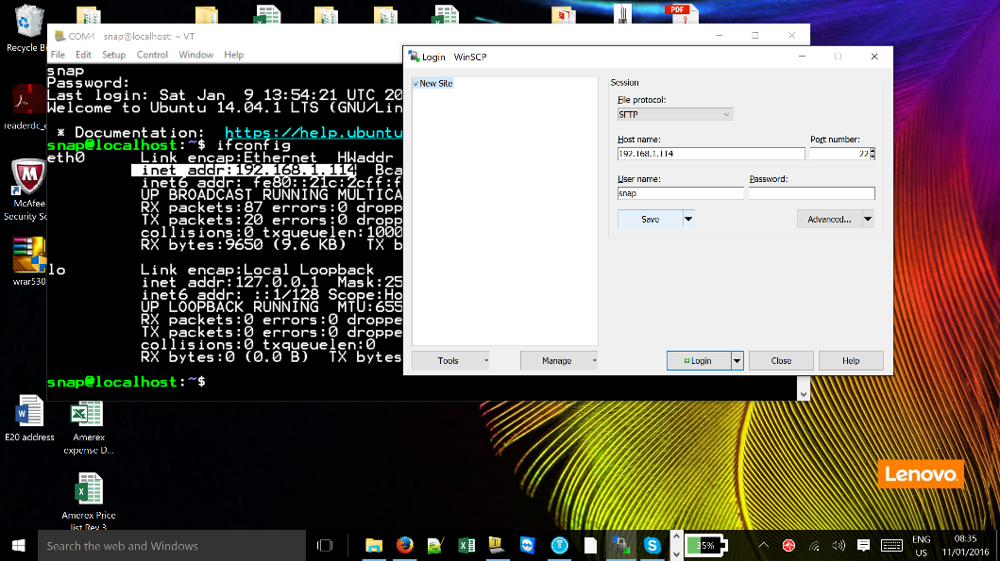 Recycle Bi
readerdc_e
McAfee
Security Sc
wrar530
E20 address
Amerex
expense D...
Amerex Price
list Rev 3
PDF
COM4 snap@localhost: ~ VT
File Edit Setup Control Window Help
snap
Password:
Last login: Sat Jan 9 13:54:21 UTC 20
Welcome to Ubuntu 14.04.1 LTS (GNU/Lin
* Documentation: https://help.ubuntu
snap@localhost:~$ ifconfig
eth0 Link encap:Ethernet HWaddr
inet addr:192.168.1.114 Bca
inet6 addr: fe80::21c:2cff:f
UP BROADCAST RUNNING MULTICA
RX packets:87 errors:0 dropp
TX packets:20 errors:0 dropp
collisions:0 txqueuelen:1000
RX bytes:9650 (9.6 KB) TX b
lo Link encap:Local Loopback
inet addr:127.0.0.1 Mask:25
inet6 addr: ::1/128 Scope:Ho
UP LOOPBACK RUNNING MTU:655
RX packets:0 errors:0 droppe
TX packets:0 errors:0 droppe
collisions:0 txqueuelen:0
RX bytes:0 (0.0 B) TX bytes
snap@localhost:~$
Login WinSCP
New Site
Session
File protocol:
SFTP
Host name: Port number:
192.168.1.114 22
User name: Password:
snap
Save Advanced...
Tools Manage Login Close Help
Lenovo
Search the web and Windows
35%
ENG
US
08:35
11/01/2016